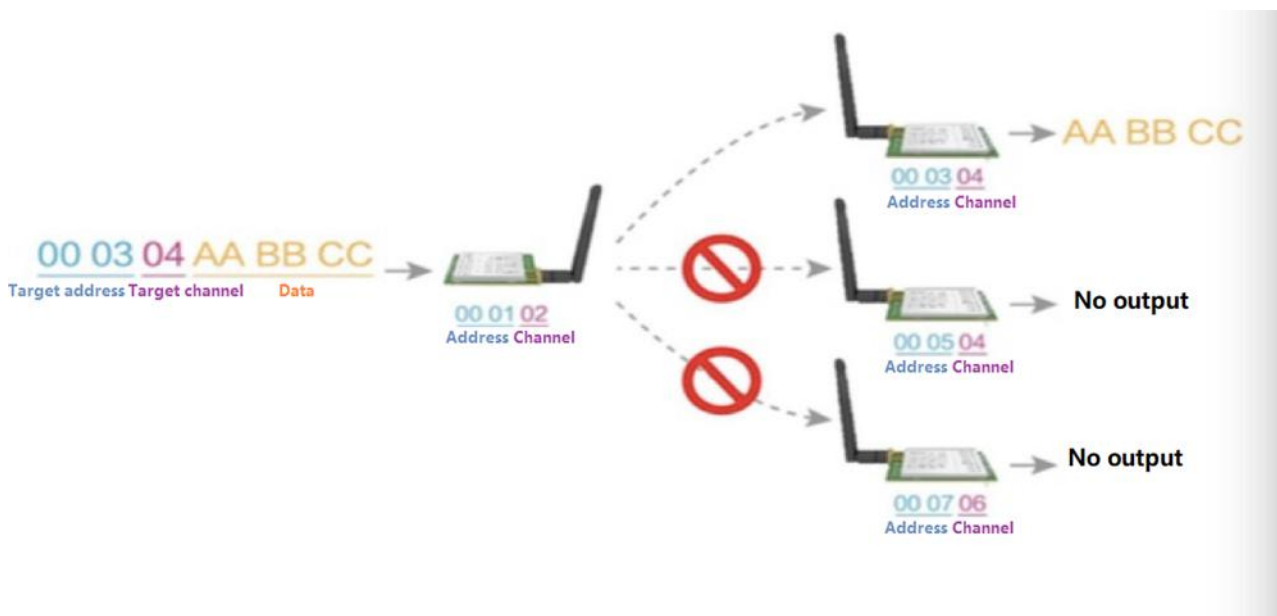 00 03 04 AA BB CC
Target address Target channel Data
00 01 02
Address Channel
AA BB CC
00 03 04
Address Channel
No output
00 05 04
Address Channel
No output
00 07 06
Address Channel